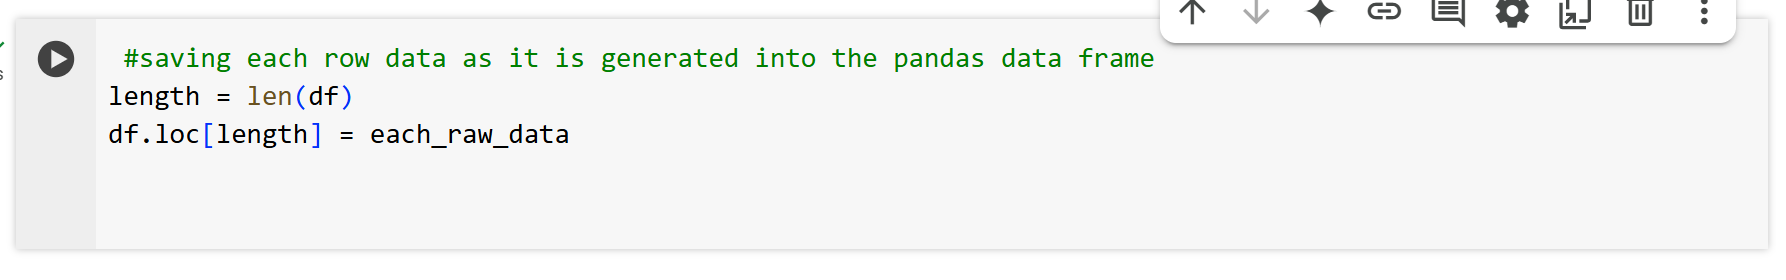 #saving each row data as it is generated into the pandas data frame
length = len(df)
df.loc[length] = each_raw_data